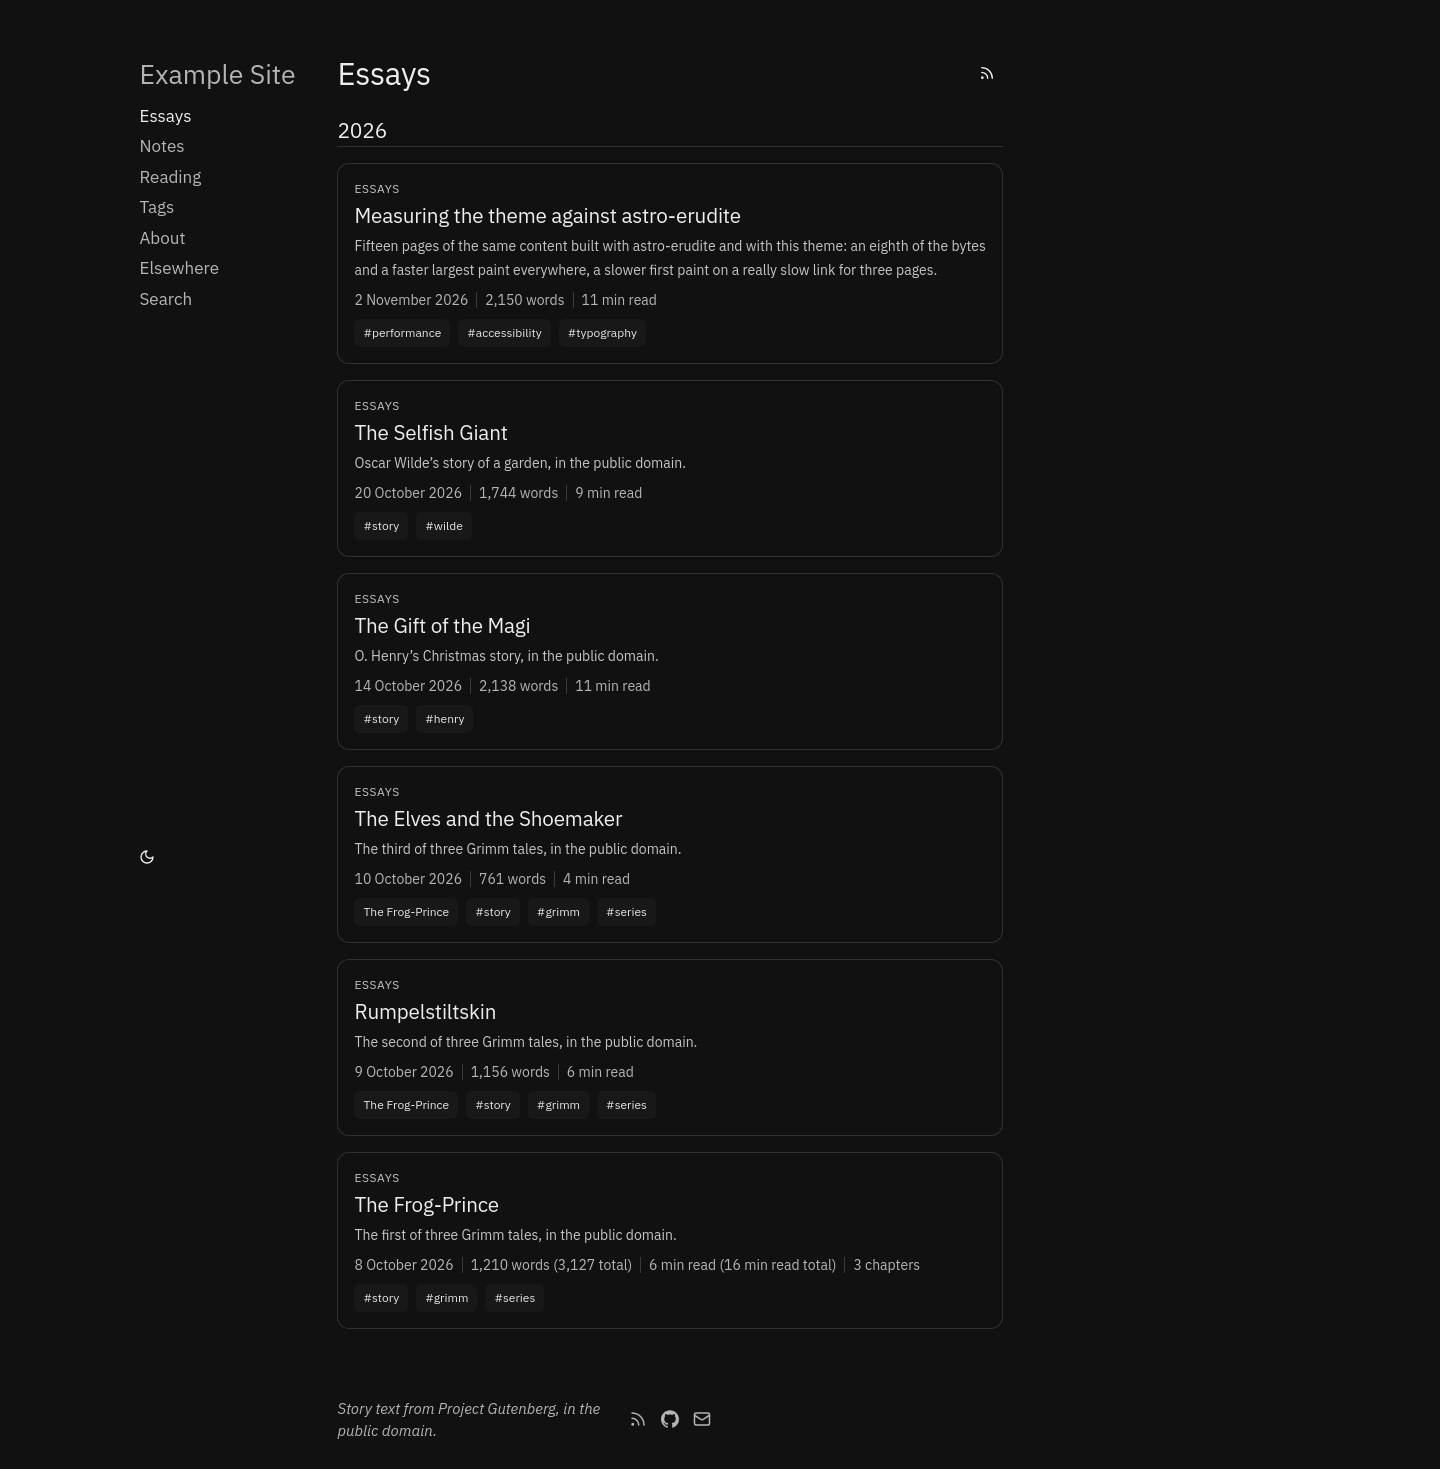 Example Site
Essays
Notes
Reading
Tags
About
Elsewhere
Search
Essays
2026
ESSAYS
Measuring the theme against astro-erudite
Fifteen pages of the same content built with astro-erudite and with this theme: an eighth of the bytes
and a faster largest paint everywhere, a slower first paint on a really slow link for three pages.
2 November 2026 2,150 words 11 min read
#performance #accessibility #typography
ESSAYS
The Selfish Giant
Oscar Wilde’s story of a garden, in the public domain.
20 October 2026 1,744 words 9 min read
#story #wilde
ESSAYS
The Gift of the Magi
O. Henry’s Christmas story, in the public domain.
14 October 2026 2,138 words 11 min read
#story #henry
ESSAYS
The Elves and the Shoemaker
The third of three Grimm tales, in the public domain.
10 October 2026 761 words 4 min read
The Frog-Prince #story #grimm #series
ESSAYS
Rumpelstiltskin
The second of three Grimm tales, in the public domain.
9 October 2026 1,156 words 6 min read
The Frog-Prince #story #grimm #series
ESSAYS
The Frog-Prince
The first of three Grimm tales, in the public domain.
8 October 2026 1,210 words (3,127 total) 6 min read (16 min read total) 3 chapters
#story #grimm #series
Story text from Project Gutenberg, in the
public domain.